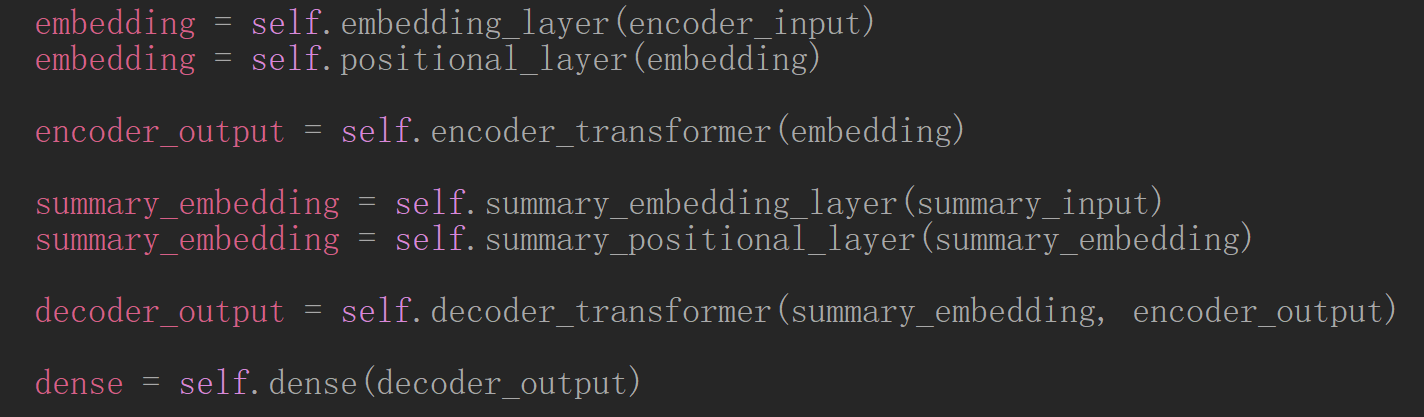 embedding = self.embedding_layer(encoder_input)
embedding = self.positional_layer(embedding)
encoder_output = self.encoder_transformer(embedding)
summary_embedding = self.summary_embedding_layer(summary_input)
summary_embedding = self.summary_positional_layer(summary_embedding)
decoder_output = self.decoder_transformer(summary_embedding, encoder_output)
dense = self.dense(decoder_output)